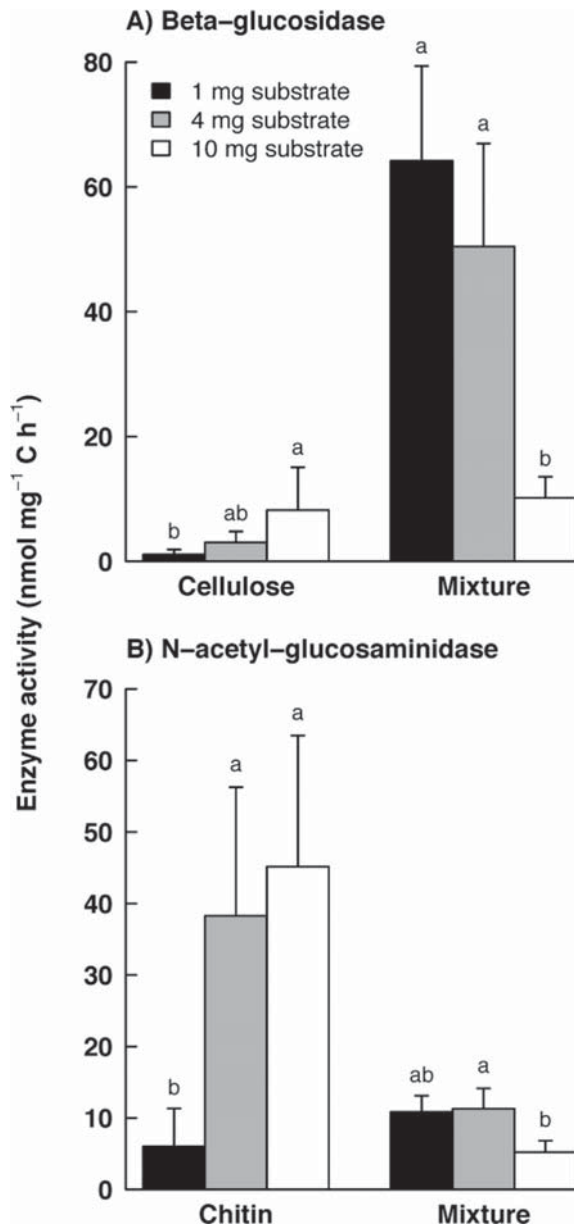 A) Beta–glucosidase
80
60
40
20
0
1 mg substrate
4 mg substrate
10 mg substrate
b
ab
a
a
a
b
Cellulose
Mixture
Enzyme activity (nmol mg⁻¹ C h⁻¹)
B) N–acetyl–glucosaminidase
70
60
50
40
30
20
10
0
b
a
a
ab
a
b
Chitin
Mixture